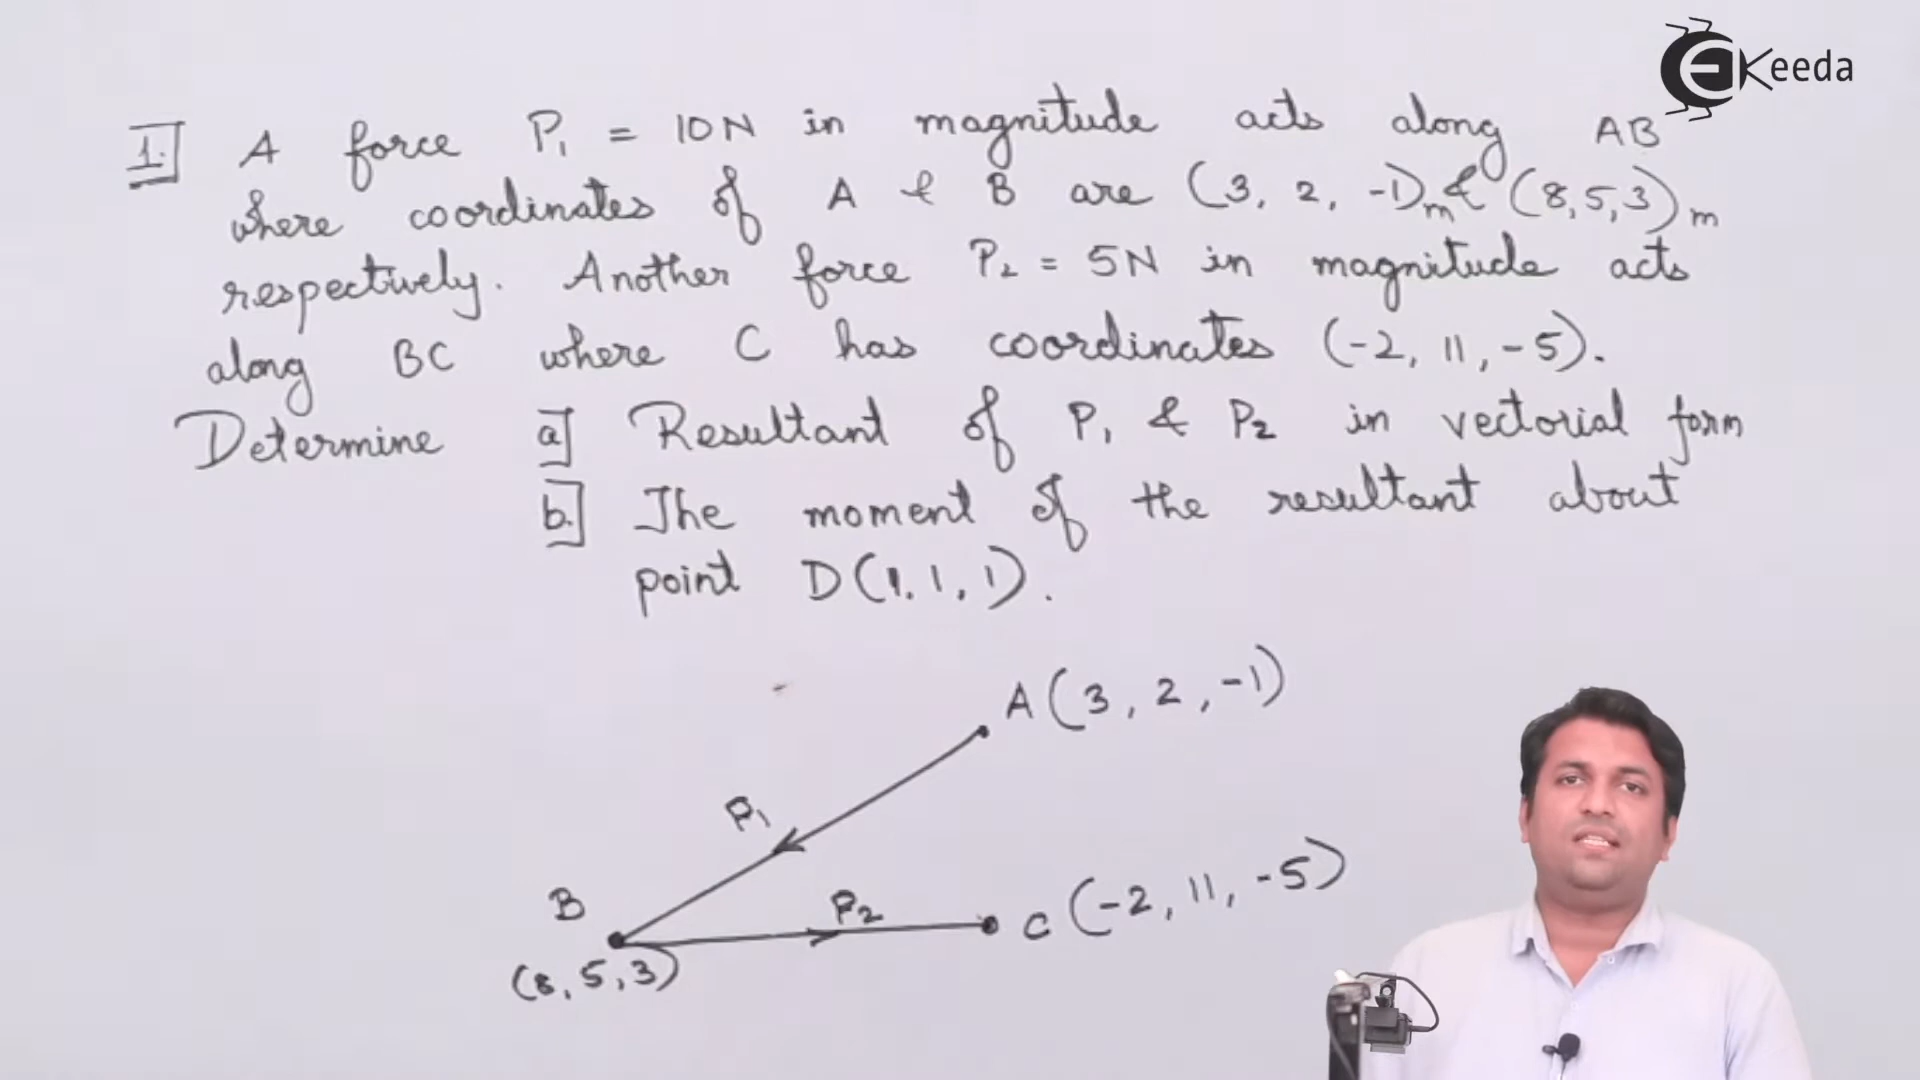 EKeeda
1. A force P₁ = 10N in magnitude acts along AB
where coordinates of A & B are (3, 2, -1)m & (8,5,3)m
respectively. Another force P₂ = 5N in magnitude acts
along BC where C has coordinates (-2, 11, -5).
Determine a] Resultant of P₁ & P₂ in vectorial form
b.] The moment of the resultant about
point D(1,1,1).
A(3, 2, -1)
P₁
B
P₂
C(-2, 11, -5)
(8,5,3)